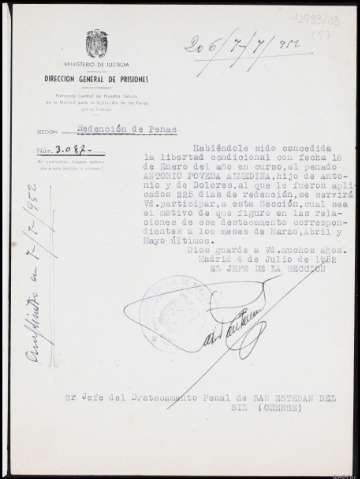 206/7-7/952
MINISTERIO DE JUSTICIA
DIRECCION GENERAL DE PRISIONES
SECCIÓN Redención de Penas
Núm. 3.082.-
Habiéndole sido concedida
la libertad condicional con fecha 18
de Enero del año en curso, el penado
ANTONIO POVEDA ALMEDINA, hijo de Anto-
nio y de Dolores, al que le fueron apli
cados 225 días de redención, se servirá
Vd. participar, a esta Sección, cual sea
el motivo de que figure en las rela-
ciones de ese destacamento correspon-
dientes a los meses de Marzo, Abril y
Mayo últimos.
Dios guarde a Vd. muchos años.
Madrid 4 de Julio de 1952
EL JEFE DE LA SECCION
en 7/7/952
Sr Jefe del Destacamento Penal de SAN ESTEBAN DEL
SIL (ORENSE)